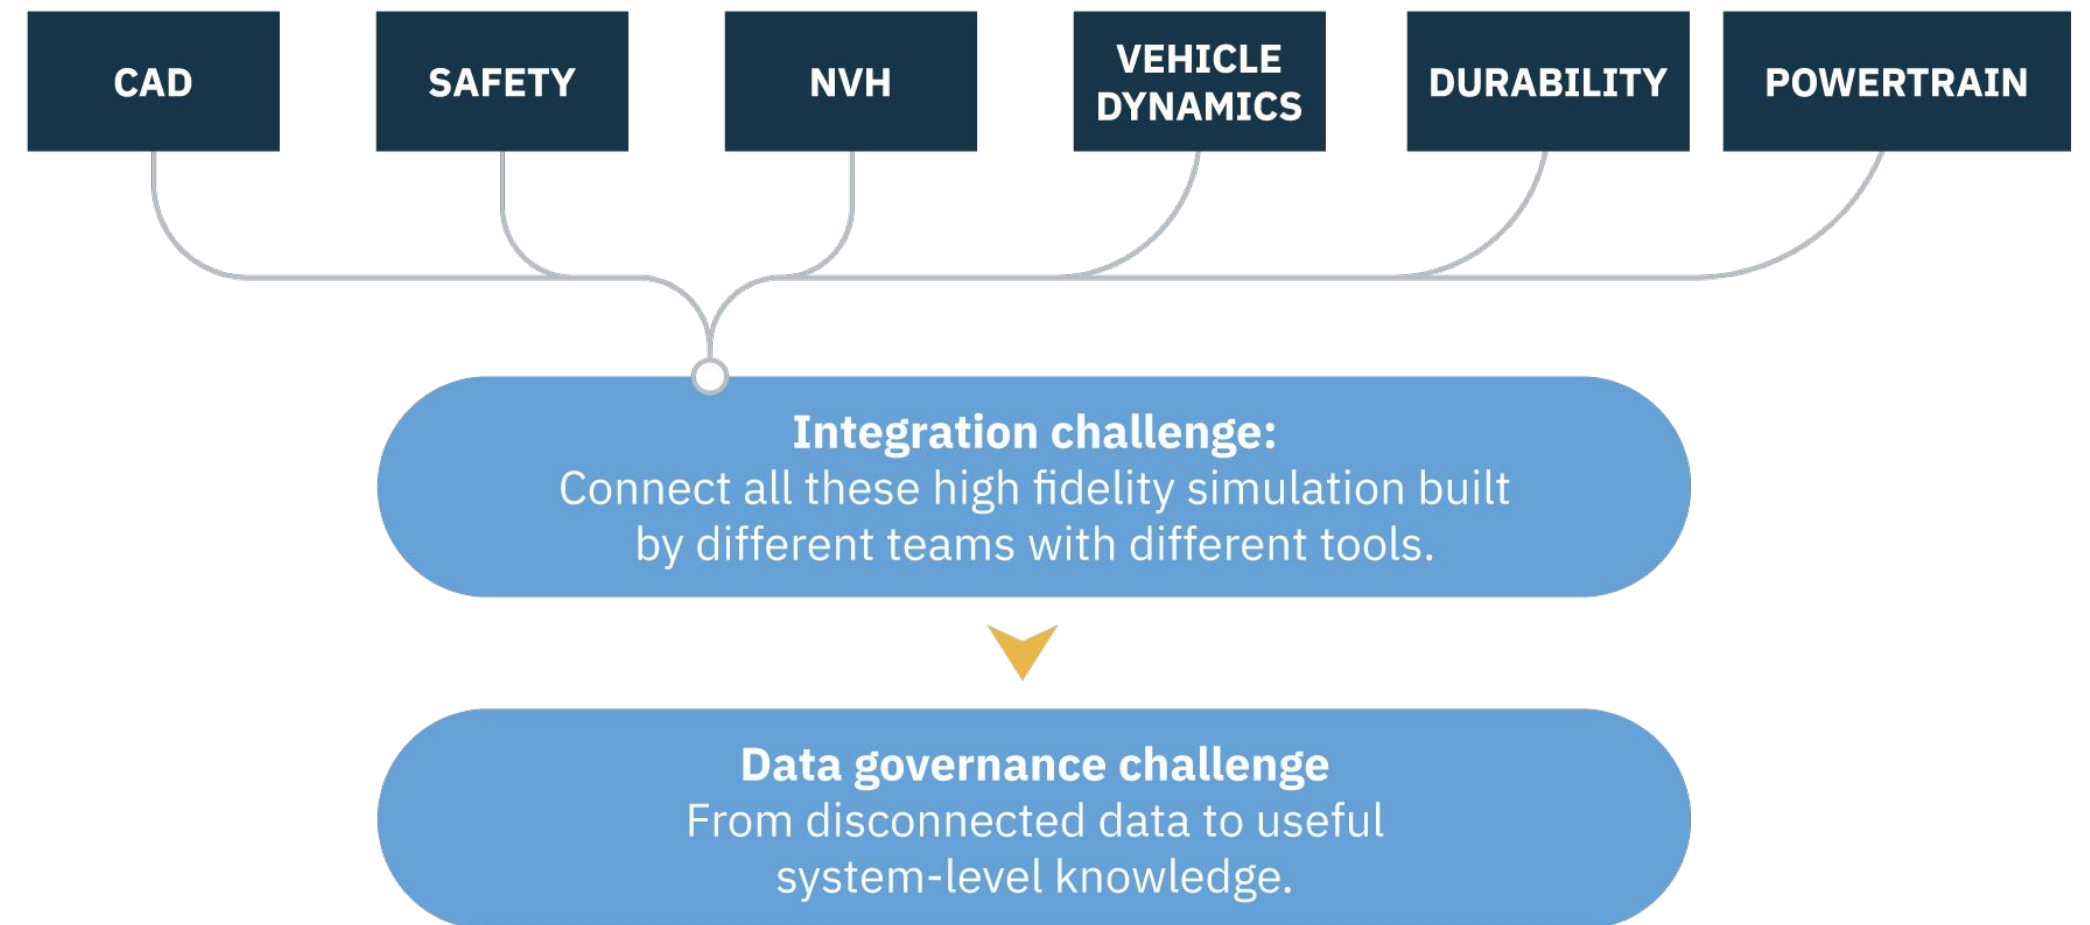 CAD
SAFETY
NVH
VEHICLE
DYNAMICS
DURABILITY
POWERTRAIN
Integration challenge:
Connect all these high fidelity simulation built
by different teams with different tools.
Data governance challenge
From disconnected data to useful
system-level knowledge.